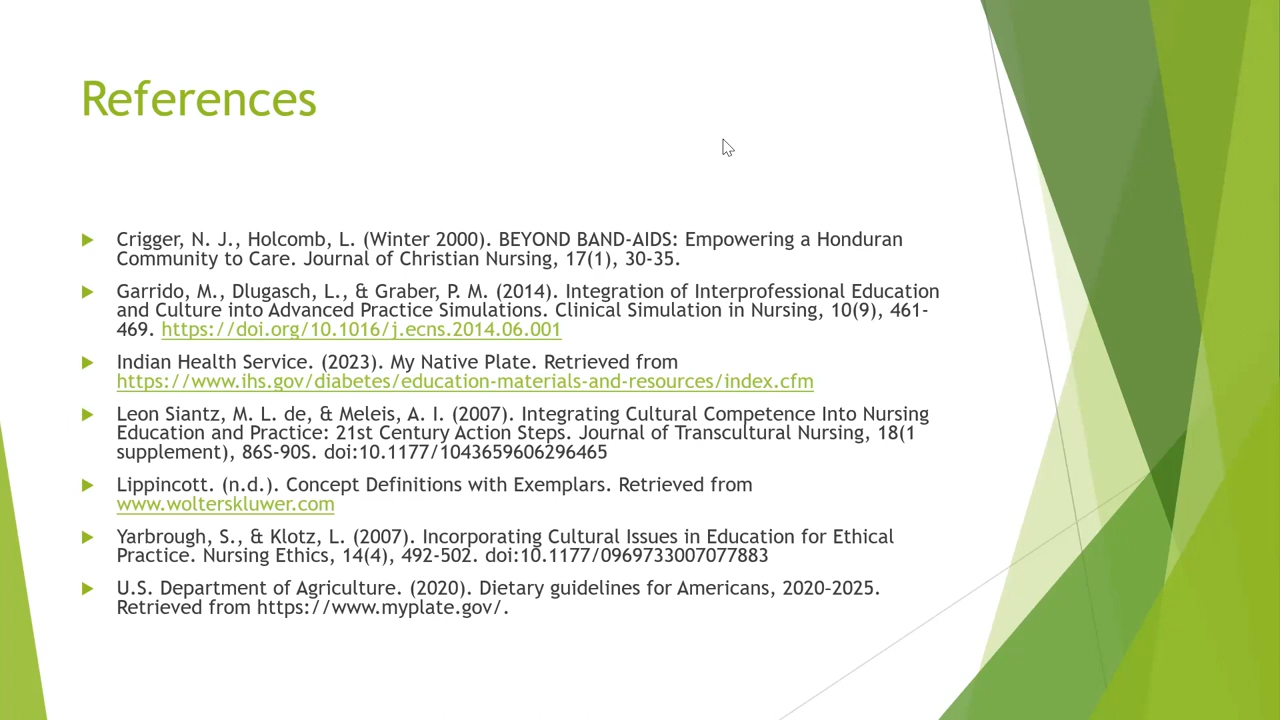 References
Crigger, N. J., Holcomb, L. (Winter 2000). BEYOND BAND-AIDS: Empowering a Honduran
Community to Care. Journal of Christian Nursing, 17(1), 30-35.
Garrido, M., Dlugasch, L., & Graber, P. M. (2014). Integration of Interprofessional Education
and Culture into Advanced Practice Simulations. Clinical Simulation in Nursing, 10(9), 461-
469. https://doi.org/10.1016/j.ecns.2014.06.001
Indian Health Service. (2023). My Native Plate. Retrieved from
https://www.ihs.gov/diabetes/education-materials-and-resources/index.cfm
Leon Siantz, M. L. de, & Meleis, A. I. (2007). Integrating Cultural Competence Into Nursing
Education and Practice: 21st Century Action Steps. Journal of Transcultural Nursing, 18(1
supplement), 86S-90S. doi:10.1177/1043659606296465
Lippincott. (n.d.). Concept Definitions with Exemplars. Retrieved from
www.wolterskluwer.com
Yarbrough, S., & Klotz, L. (2007). Incorporating Cultural Issues in Education for Ethical
Practice. Nursing Ethics, 14(4), 492-502. doi:10.1177/0969733007077883
U.S. Department of Agriculture. (2020). Dietary guidelines for Americans, 2020-2025.
Retrieved from https://www.myplate.gov/.